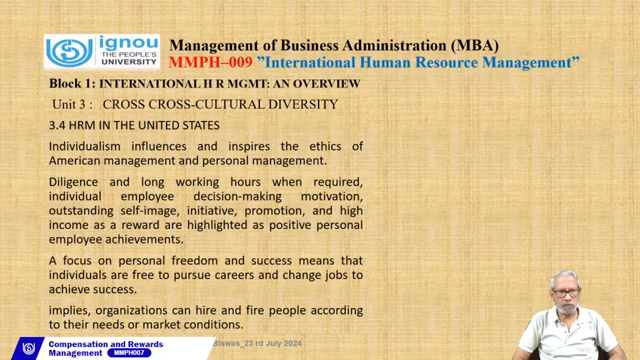 ignou
THE PEOPLE'S
UNIVERSITY
Management of Business Administration (MBA)
MMPH–009 ”International Human Resource Management”
Block 1: INTERNATIONAL H R MGMT: AN OVERVIEW
Unit 3 : CROSS CROSS-CULTURAL DIVERSITY
3.4 HRM IN THE UNITED STATES
Individualism influences and inspires the ethics of
American management and personal management.
Diligence and long working hours when required,
individual employee decision-making motivation,
outstanding self-image, initiative, promotion, and high
income as a reward are highlighted as positive personal
employee achievements.
A focus on personal freedom and success means that
individuals are free to pursue careers and change jobs to
achieve success.
implies, organizations can hire and fire people according
to their needs or market conditions.
Biswas_23 rd July 2024
Compensation and Rewards
Management MMPH007